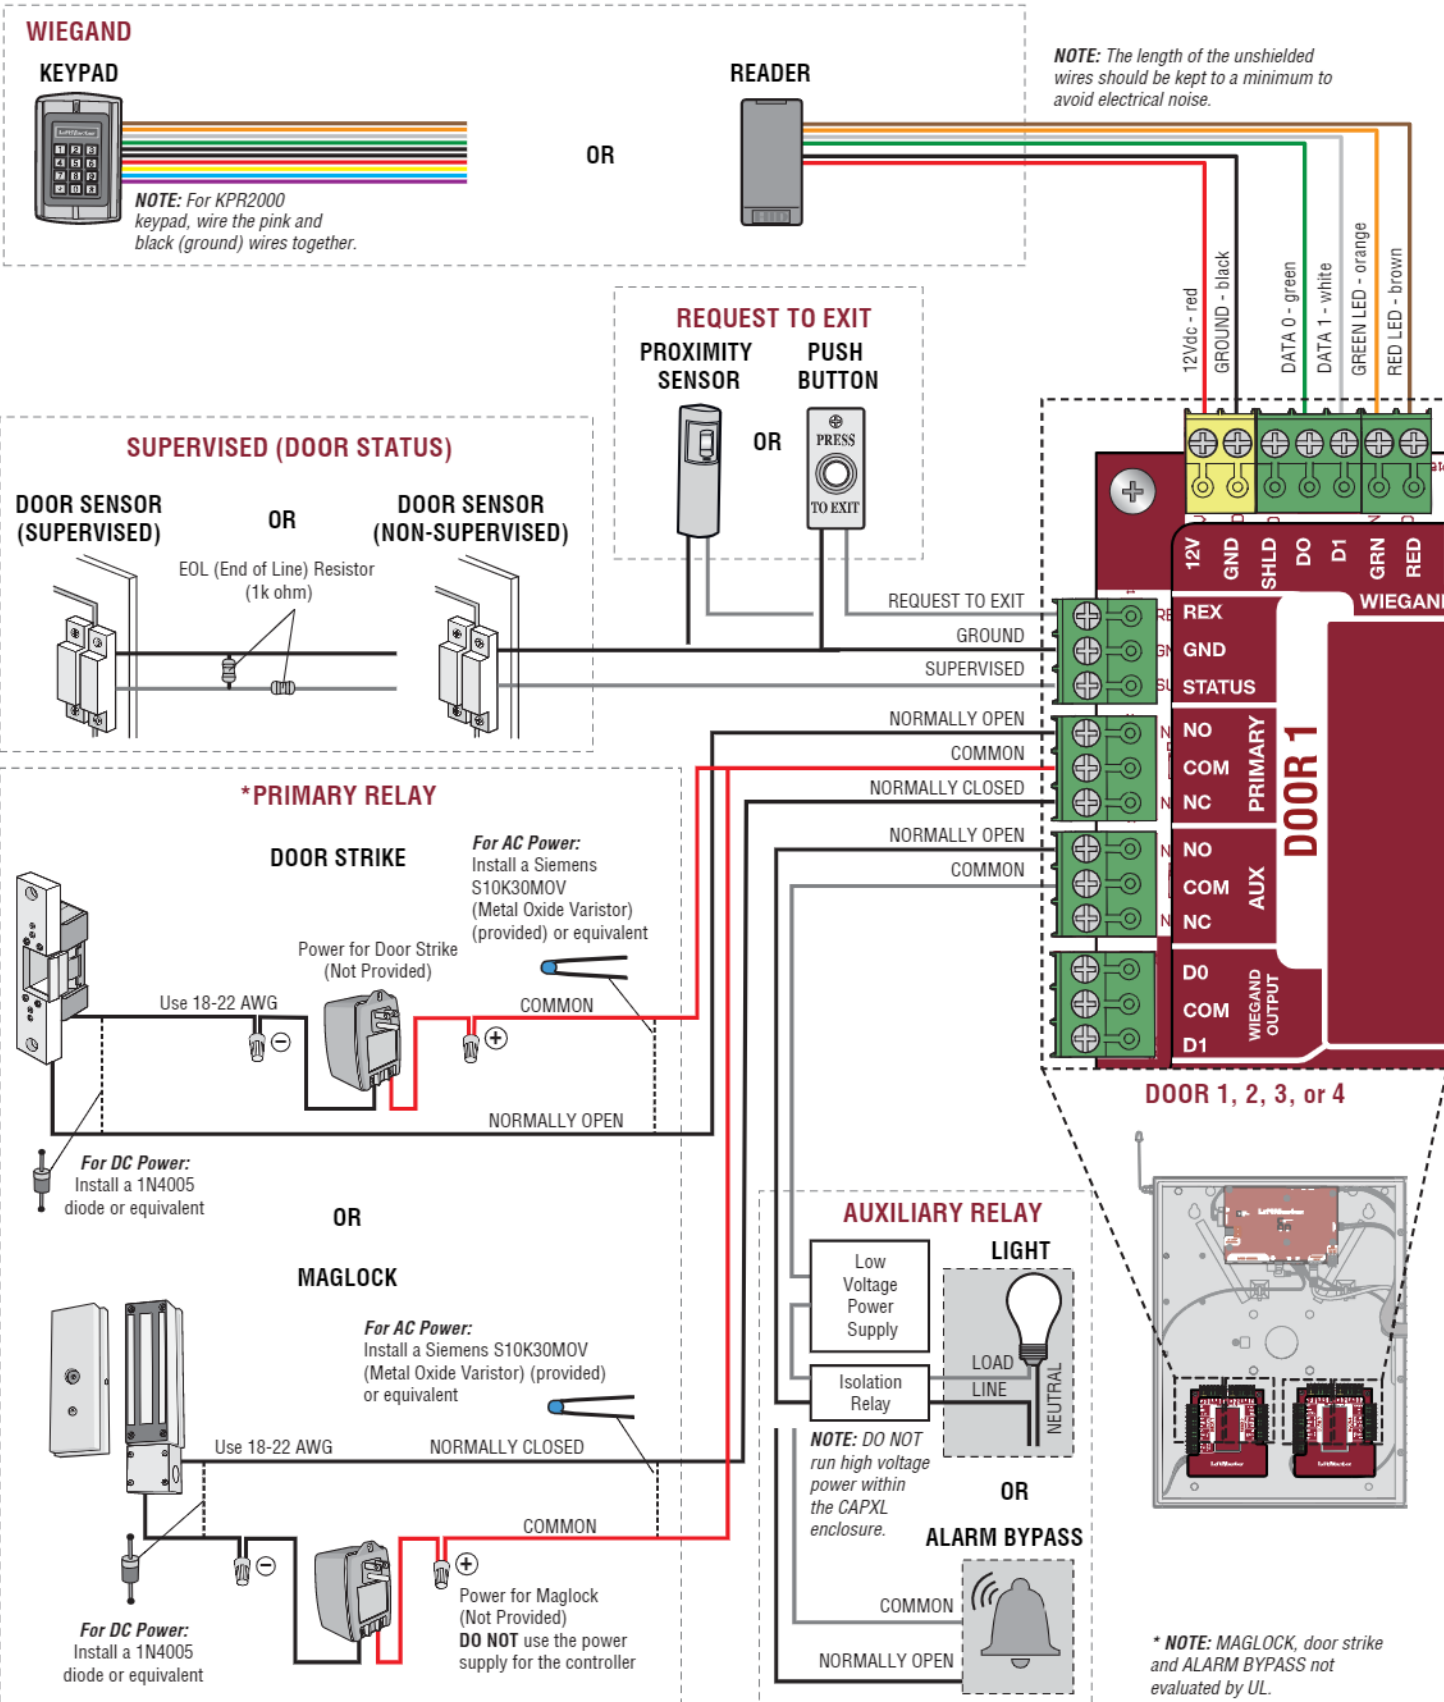 WIEGAND
KEYPAD
NOTE: For KPR2000
keypad, wire the pink and
black (ground) wires together.
OR
READER
HID
NOTE: The length of the unshielded
wires should be kept to a minimum to
avoid electrical noise.
12Vdc - red
GROUND - black
DATA 0 - green
DATA 1 - white
GREEN LED - orange
RED LED - brown
REQUEST TO EXIT
PROXIMITY
SENSOR
OR
PUSH
BUTTON
PRESS
TO EXIT
SUPERVISED (DOOR STATUS)
DOOR SENSOR
(SUPERVISED)
OR
DOOR SENSOR
(NON-SUPERVISED)
EOL (End of Line) Resistor
(1k ohm)
REQUEST TO EXIT
GROUND
SUPERVISED
NORMALLY OPEN
COMMON
NORMALLY CLOSED
NORMALLY OPEN
COMMON
12V
GND
SHLD
DO
D1
GRN
RED
WIEGAND
REX
GND
STATUS
NO
COM
NC
PRIMARY
NO
COM
NC
AUX
D0
COM
D1
WIEGAND
OUTPUT
DOOR 1
DOOR 1, 2, 3, or 4
*PRIMARY RELAY
DOOR STRIKE
For AC Power:
Install a Siemens
S10K30MOV
(Metal Oxide Varistor)
(provided) or equivalent
Power for Door Strike
(Not Provided)
Use 18-22 AWG
COMMON
NORMALLY OPEN
For DC Power:
Install a 1N4005
diode or equivalent
OR
MAGLOCK
For AC Power:
Install a Siemens S10K30MOV
(Metal Oxide Varistor) (provided)
or equivalent
Use 18-22 AWG
NORMALLY CLOSED
COMMON
Power for Maglock
(Not Provided)
DO NOT use the power
supply for the controller
For DC Power:
Install a 1N4005
diode or equivalent
AUXILIARY RELAY
Low
Voltage
Power
Supply
LIGHT
Isolation
Relay
LOAD
LINE
NEUTRAL
NOTE: DO NOT
run high voltage
power within
the CAPXL
enclosure.
OR
ALARM BYPASS
COMMON
NORMALLY OPEN
* NOTE: MAGLOCK, door strike
and ALARM BYPASS not
evaluated by UL.